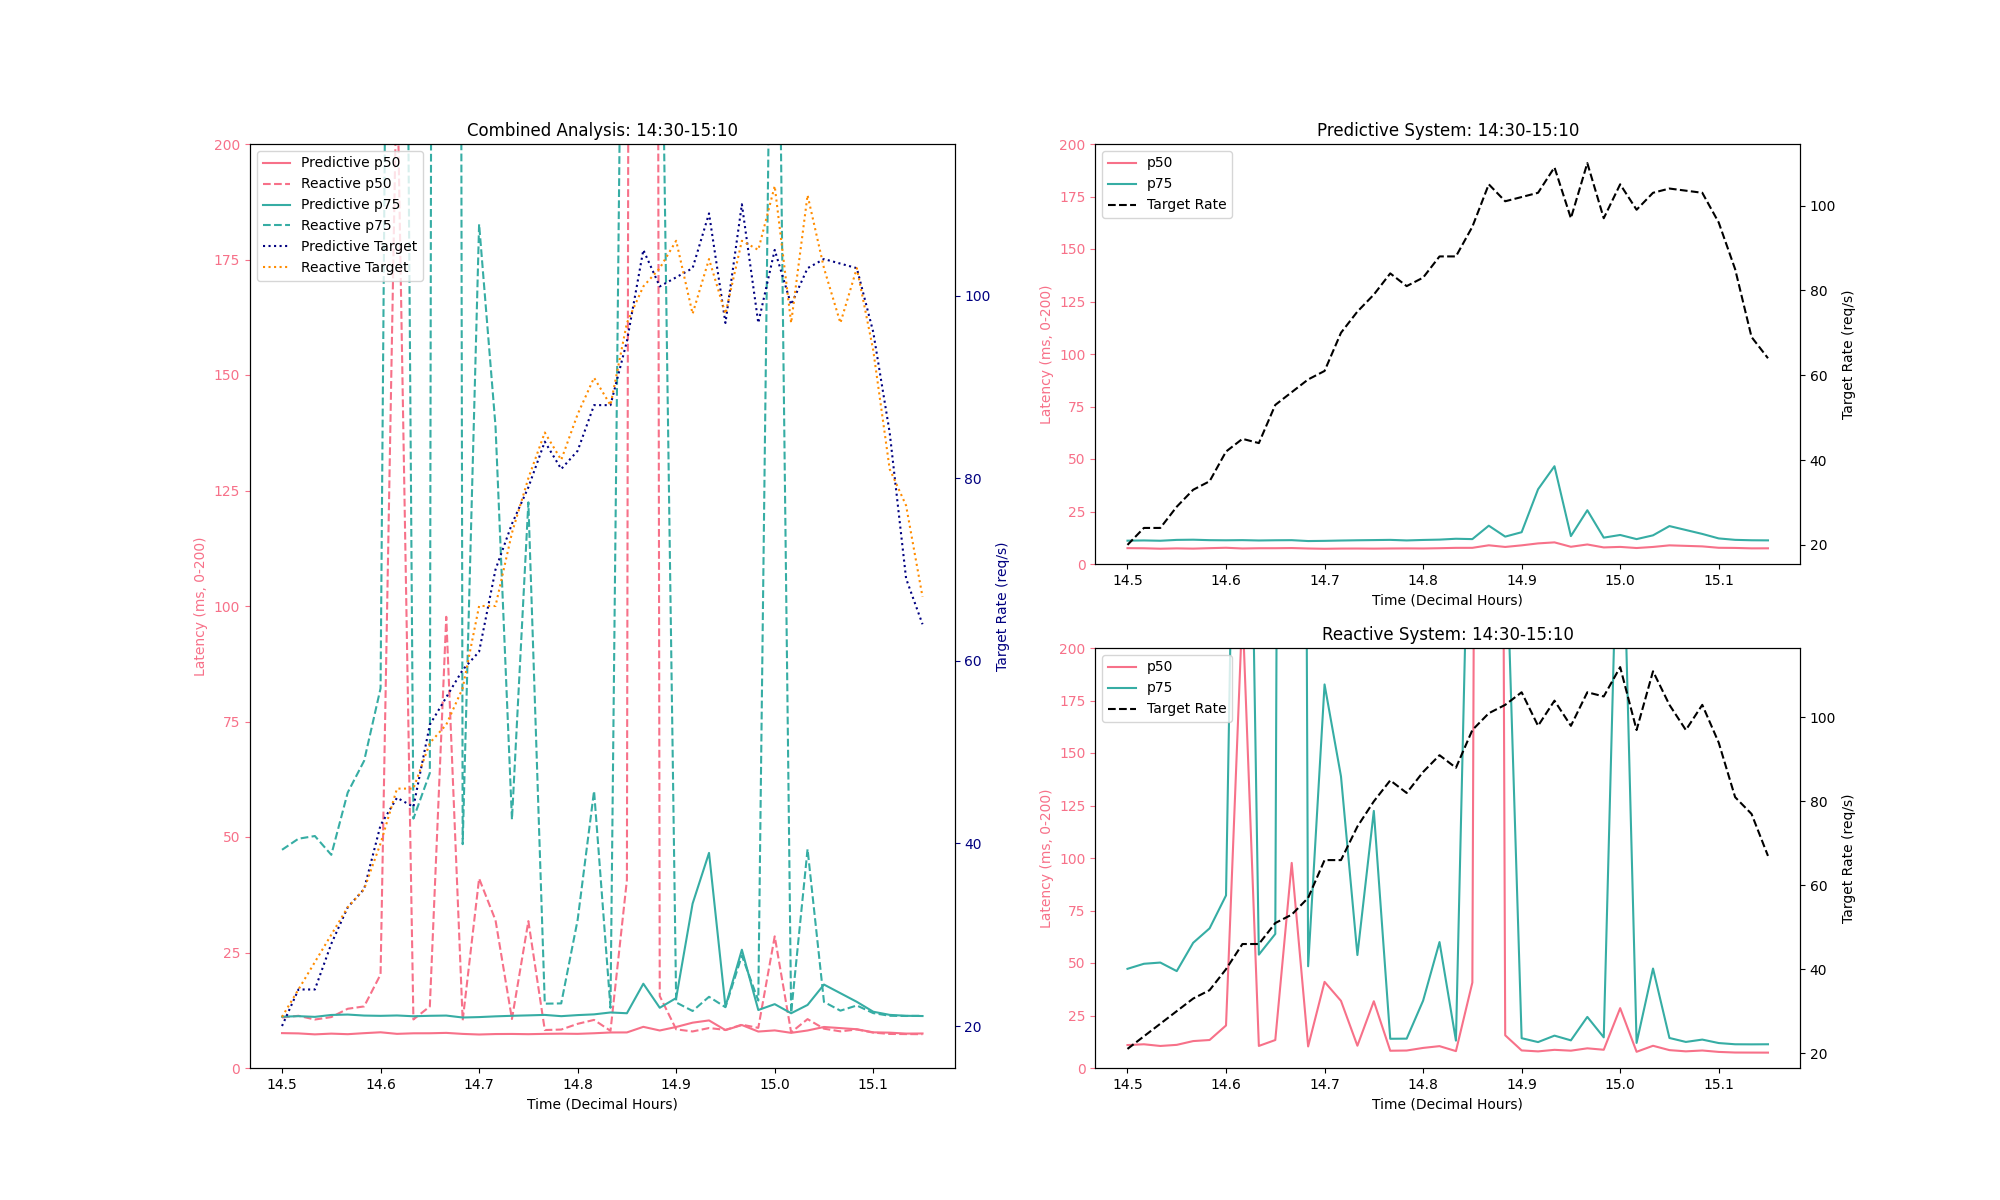 Combined Analysis: 14:30-15:10
Predictive p50
Reactive p50
Predictive p75
Reactive p75
Predictive Target
Reactive Target
200
175
150
125
100
75
50
25
0
Latency (ms, 0-200)
100
80
60
40
20
Target Rate (req/s)
14.5 14.6 14.7 14.8 14.9 15.0 15.1
Time (Decimal Hours)
Predictive System: 14:30-15:10
p50
p75
Target Rate
200
175
150
125
100
75
50
25
0
Latency (ms, 0-200)
100
80
60
40
20
Target Rate (req/s)
14.5 14.6 14.7 14.8 14.9 15.0 15.1
Time (Decimal Hours)
Reactive System: 14:30-15:10
p50
p75
Target Rate
200
175
150
125
100
75
50
25
0
Latency (ms, 0-200)
100
80
60
40
20
Target Rate (req/s)
14.5 14.6 14.7 14.8 14.9 15.0 15.1
Time (Decimal Hours)